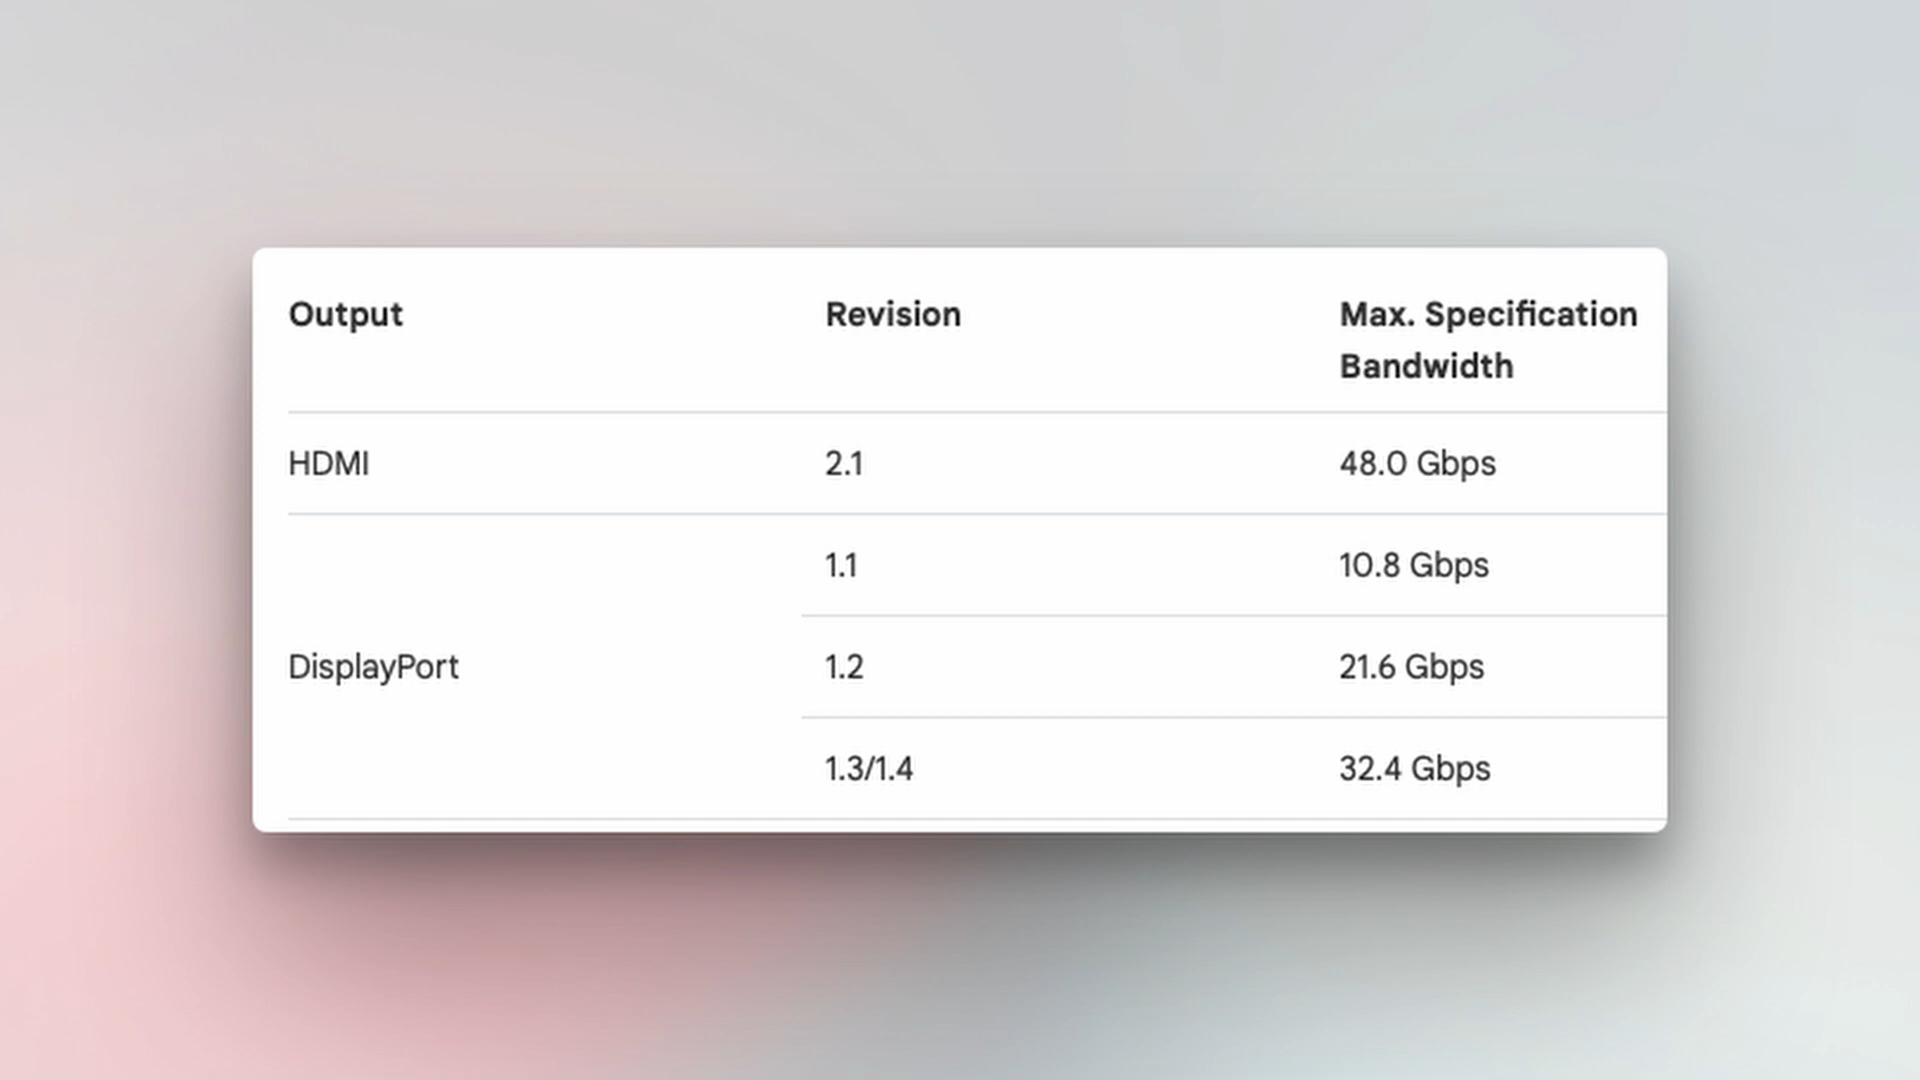 Output Revision Max. Specification
Bandwidth
HDMI 2.1 48.0 Gbps
1.1 10.8 Gbps
DisplayPort 1.2 21.6 Gbps
1.3/1.4 32.4 Gbps